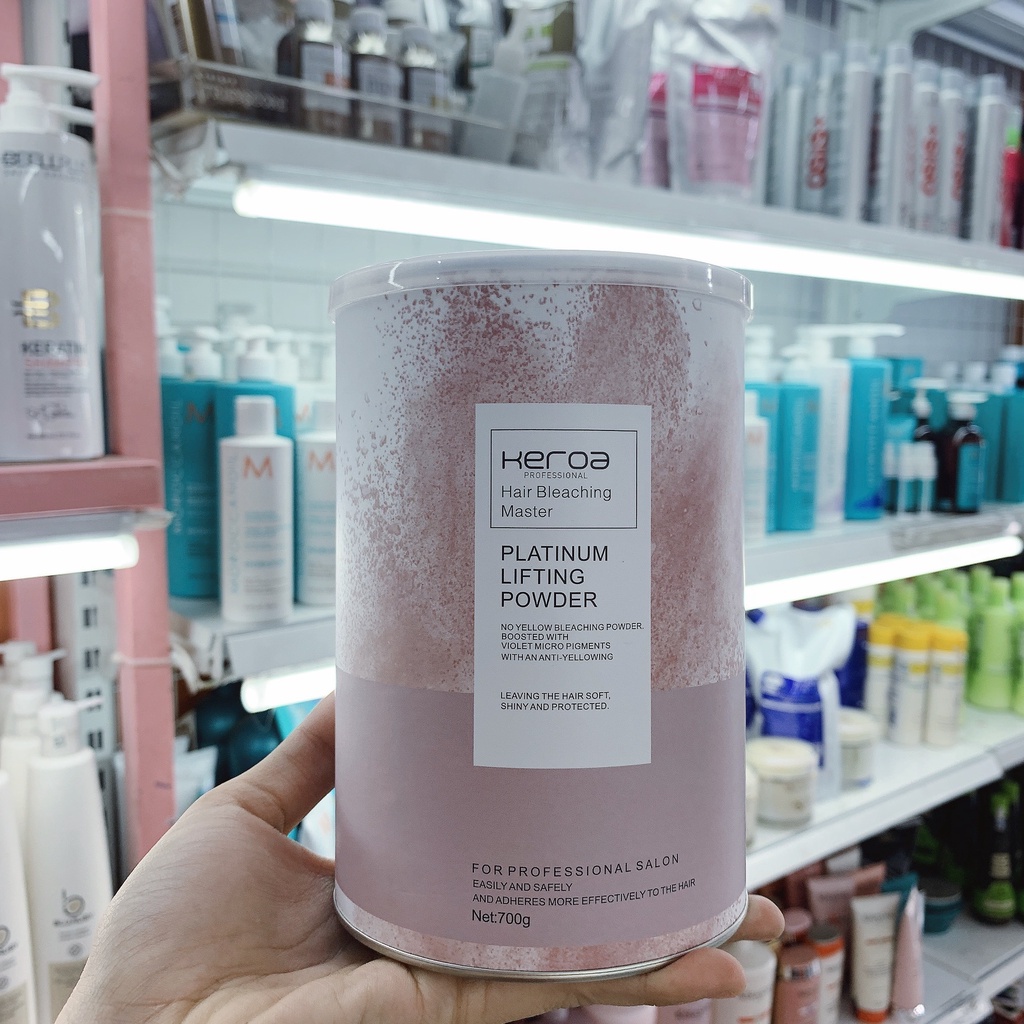 keroa
PROFESSIONAL
Hair Bleaching
Master
PLATINUM
LIFTING
POWDER
NO YELLOW BLEACHING POWDER.
BOOSTED WITH
VIOLET MICRO PIGMENTS
WITH AN ANTI-YELLOWING
LEAVING THE HAIR SOFT,
SHINY AND PROTECTED.
FOR PROFESSIONAL SALON
EASILY AND SAFELY
AND ADHERES MORE EFFECTIVELY TO THE HAIR
Net:700g
KERATIN
M
M